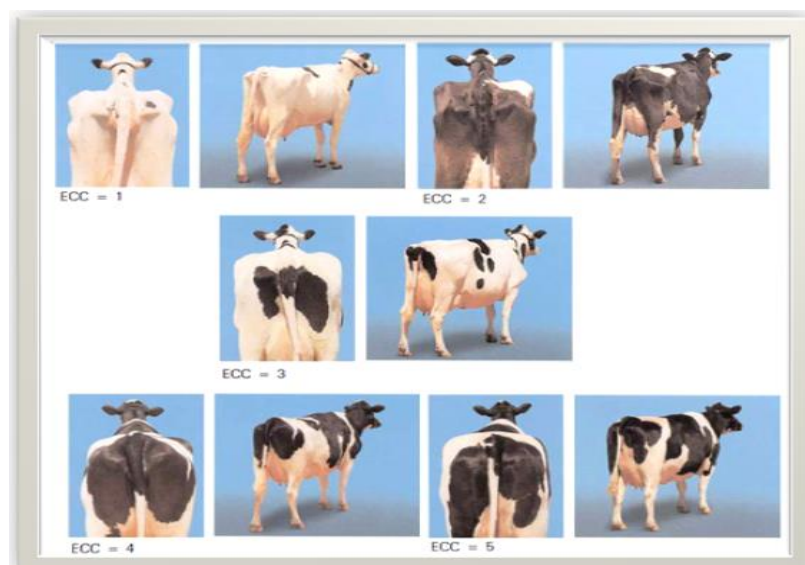 ECC = 1
ECC = 2
ECC = 3
ECC = 4
ECC = 5